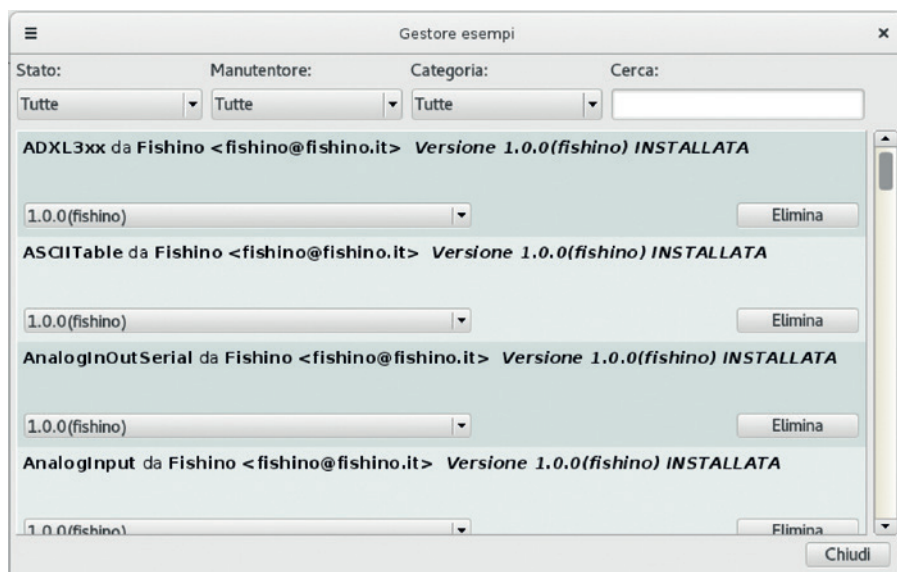 Gestore esempi
Stato: Manutentore: Categoria: Cerca:
Tutte Tutte Tutte
ADXL3xx da Fishino <fishino@fishino.it> Versione 1.0.0(fishino) INSTALLATA
1.0.0(fishino) Elimina
ASCIITable da Fishino <fishino@fishino.it> Versione 1.0.0(fishino) INSTALLATA
1.0.0(fishino) Elimina
AnalogInOutSerial da Fishino <fishino@fishino.it> Versione 1.0.0(fishino) INSTALLATA
1.0.0(fishino) Elimina
AnalogInput da Fishino <fishino@fishino.it> Versione 1.0.0(fishino) INSTALLATA
1.0.0(fishino) Elimina
Chiudi